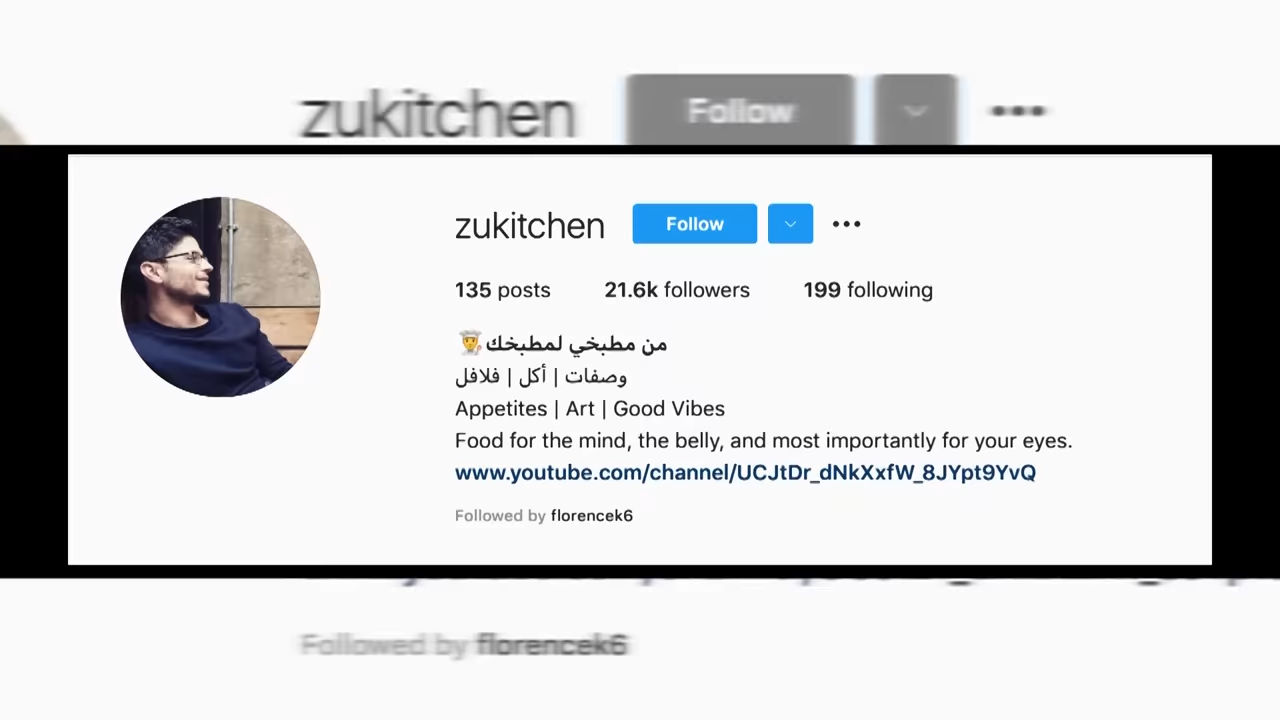 zukitchen Follow
zukitchen Follow
135 posts 21.6k followers 199 following
من مطبخي لمطبخك
وصفات | أكل | فلافل
Appetites | Art | Good Vibes
Food for the mind, the belly, and most importantly for your eyes.
www.youtube.com/channel/UCJtDr_dNkXxfW_8JYpt9YvQ
Followed by florencek6
Followed by florencek6